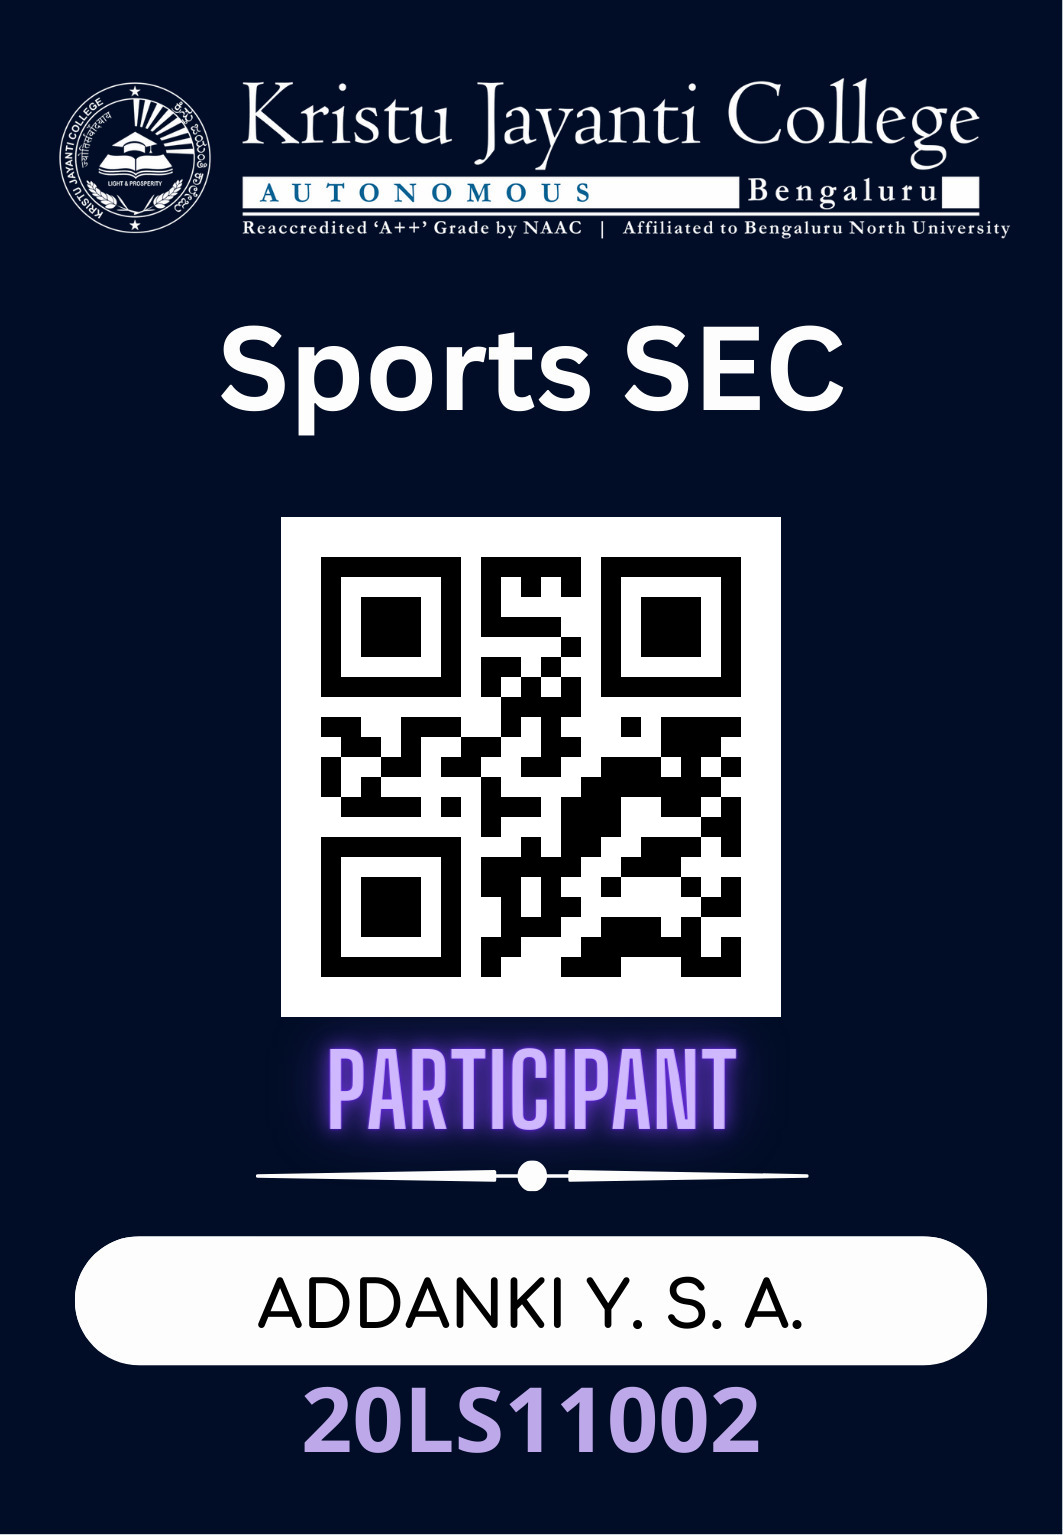 KRISTU JAYANTI COLLEGE
ಕ್ರಿಸ್ತು ಜಯಂತಿ ಕಾಲೇಜು
LIGHT & PROSPERITY
Kristu Jayanti College
AUTONOMOUS Bengaluru
Reaccredited ‘A++’ Grade by NAAC | Affiliated to Bengaluru North University
Sports SEC
PARTICIPANT
ADDANKI Y. S. A.
20LS11002